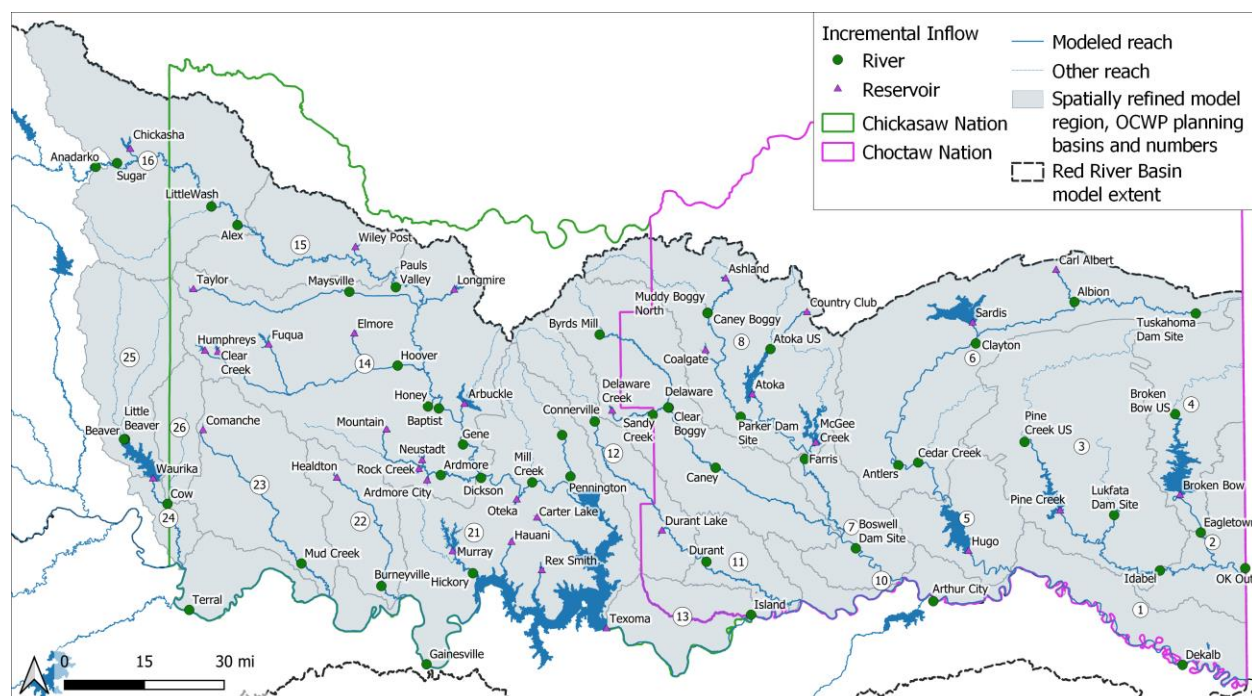 Incremental Inflow
River
Reservoir
Chickasaw Nation
Choctaw Nation
Modeled reach
Other reach
Spatially refined model
region, OCWP planning
basins and numbers
Red River Basin
model extent
Chickasha
Anadarko
Sugar
16
LittleWash
Alex
15
Wiley Post
Taylor
Maysville
Pauls
Valley
Longmire
Elmore
Fuqua
Humphreys
Clear
Creek
14
Hoover
25
Little
Beaver
Beaver
26
Comanche
Waurika
Cow
24
23
Mountain
Honey
Baptist
Arbuckle
Gene
Neustadt
Rock Creek
Ardmore
Ardmore City
Dickson
Healdton
22
Mill
Creek
Oteka
Pennington
Connerville
Carter Lake
Hauani
Rex Smith
21
Murray
Hickory
Mud Creek
Burneyville
Terral
Gainesville
Texoma
Byrds Mill
Muddy Boggy
North
Ashland
Caney Boggy
Country Club
8
Atoka US
Coalgate
Atoka
Delaware
Creek
Delaware
Sandy
Creek
Clear
Boggy
Parker Dam
Site
McGee
Creek
Farris
12
Caney
Durant Lake
Durant
11
7
Boswell
Dam Site
13
Island
10
Arthur City
Carl Albert
Albion
Sardis
Tuskahoma
Dam Site
6
Clayton
Broken
Bow US
4
Pine
Creek US
3
Cedar Creek
Antlers
Pine Creek
Lukfata
Dam Site
Broken Bow
5
Hugo
Eagletown
2
Idabel
OK Out
1
Dekalb
0
15
30 mi